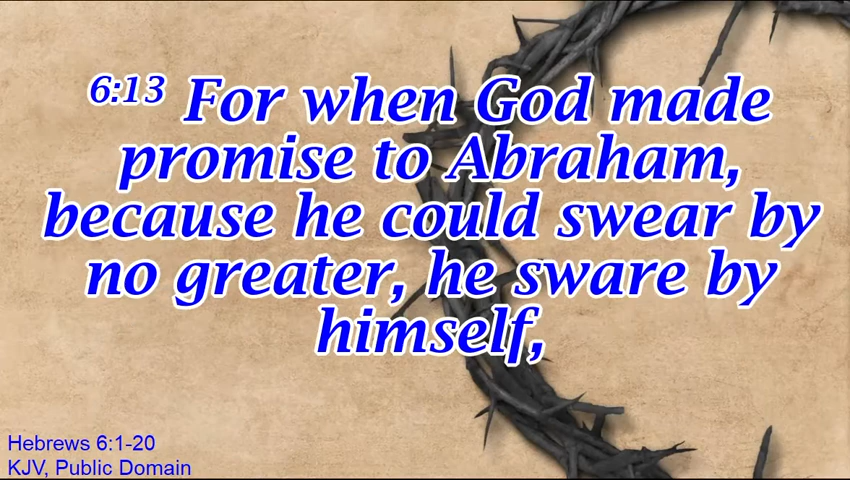 6:13 For when God made
promise to Abraham,
because he could swear by
no greater, he sware by
himself,
Hebrews 6:1-20
KJV, Public Domain